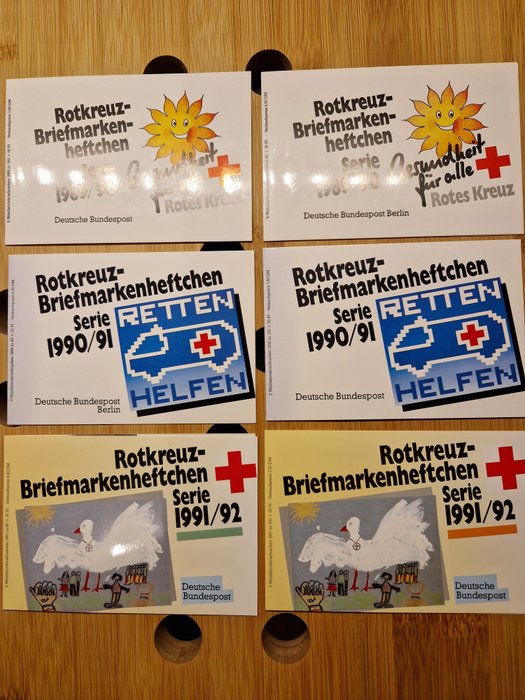 Rotkreuz-
Briefmarken-
heftchen
Serie
Gesundheit
Rotes Kreuz
Deutsche Bundespost
Rotkreuz-
Briefmarken-
heftchen
Serie
Gesundheit
für alle
Rotes Kreuz
Deutsche Bundespost Berlin
Rotkreuz-
Briefmarkenheftchen
Serie
1990/91
RETTEN
HELFEN
Deutsche Bundespost
Berlin
Rotkreuz-
Briefmarkenheftchen
Serie
1990/91
RETTEN
HELFEN
Deutsche Bundespost
Rotkreuz-
Briefmarkenheftchen
Serie
1991/92
Deutsche
Bundespost
Rotkreuz-
Briefmarkenheftchen
Serie
1991/92
Deutsche
Bundespost